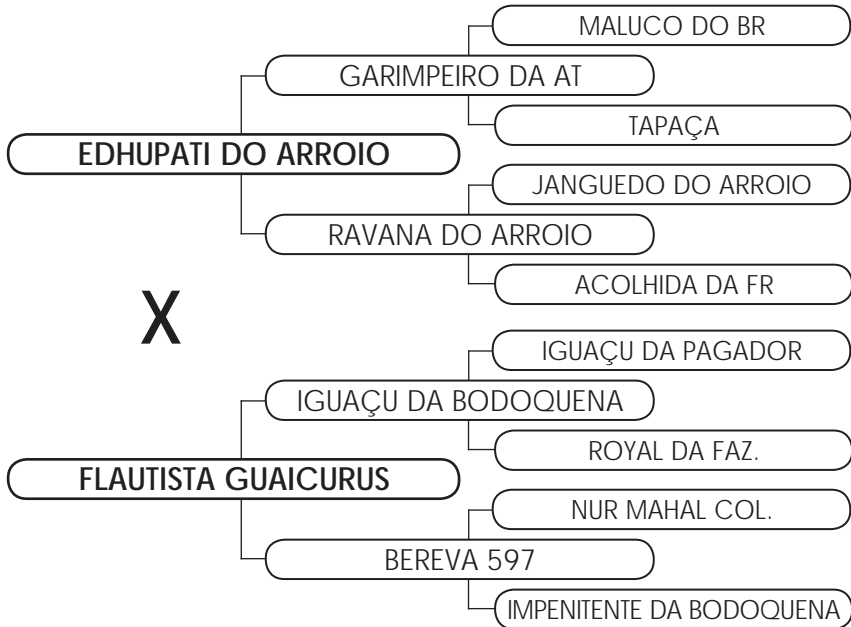 MALUCO DO BR
GARIMPEIRO DA AT
TAPAÇA
EDHUPATI DO ARROIO
JANGUEDO DO ARROIO
RAVANA DO ARROIO
ACOLHIDA DA FR
X
IGUAÇU DA PAGADOR
IGUAÇU DA BODOQUENA
ROYAL DA FAZ.
FLAUTISTA GUAICURUS
NUR MAHAL COL.
BEREVA 597
IMPENITENTE DA BODOQUENA